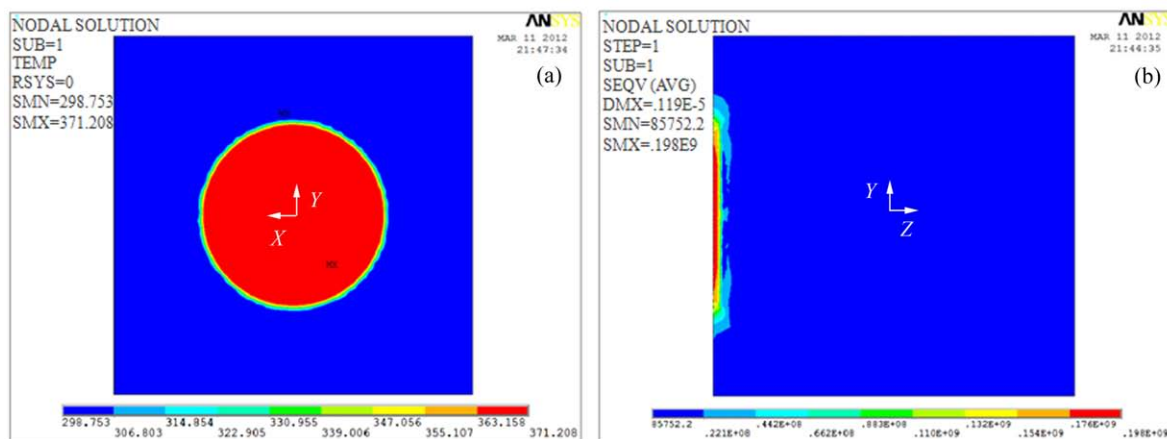 NODAL SOLUTION
SUB=1
TEMP
RSYS=0
SMN=298.753
SMX=371.208
ANSYS
MAR 11 2012
21:47:34
(a)
MX
Y
X
298.753 314.854 330.955 347.056 363.158
306.803 322.905 339.006 355.107 371.208
NODAL SOLUTION
STEP=1
SUB=1
SEQV (AVG)
DMX=.119E-5
SMN=85752.2
SMX=.198E9
ANSYS
MAR 11 2012
21:44:35
(b)
Y
Z
85752.2 .442E+08 .883E+08 .132E+09 .176E+09
.221E+08 .662E+08 .110E+09 .154E+09 .198E+09